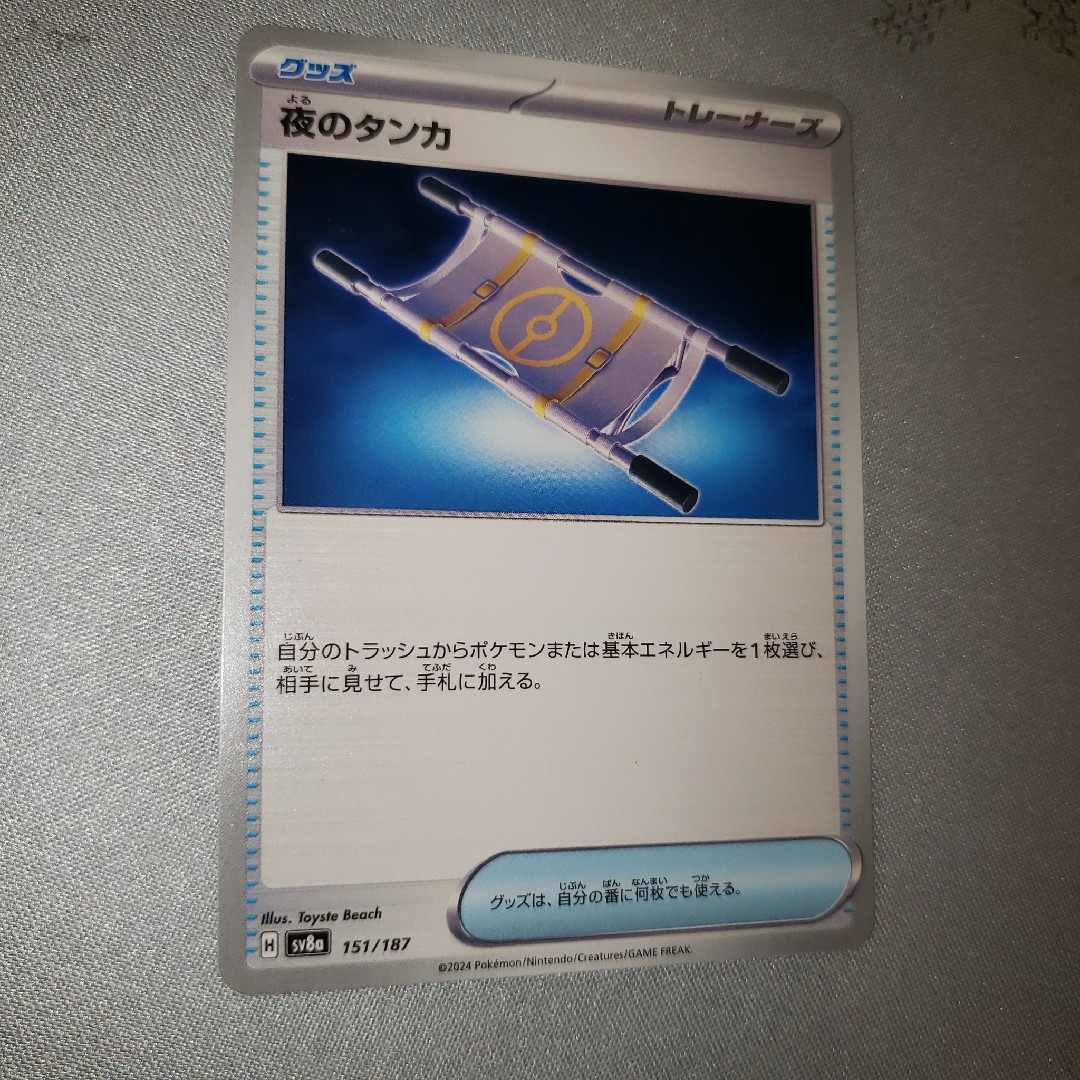 グッズ
トレーナーズ
よる
夜のタンカ
じぶん きほん まいえら
自分のトラッシュからポケモンまたは基本エネルギーを1枚選び、
あいて み てふだ くわ
相手に見せて、手札に加える。
じぶん ばん なんまい つか
グッズは、自分の番に何枚でも使える。
Illus. Toyste Beach
H sv8a 151/187
©2024 Pokémon/Nintendo/Creatures/GAME FREAK.